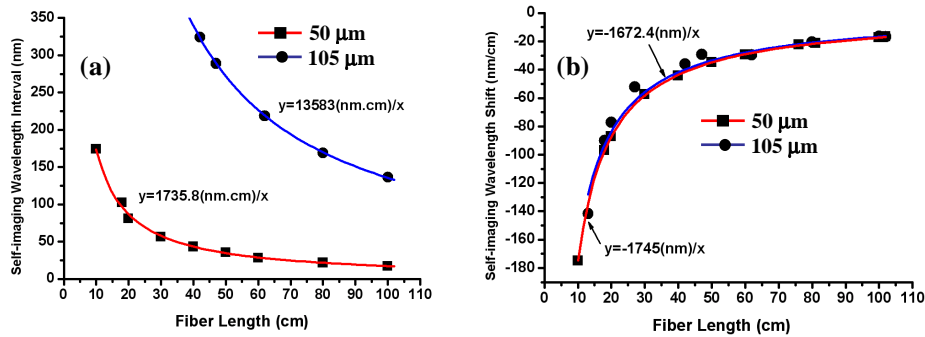 350
300
250
200
150
100
50
0
Self-imaging Wavelength Interval (nm)
(a)
50 µm
105 µm
y=13583(nm.cm)/x
y=1735.8(nm.cm)/x
0 10 20 30 40 50 60 70 80 90 100 110
Fiber Length (cm)
0
-20
-40
-60
-80
-100
-120
-140
-160
-180
Self-imaging Wavelength Shift (nm/cm)
y=-1672.4(nm)/x
(b)
50 µm
105 µm
y=-1745(nm)/x
0 10 20 30 40 50 60 70 80 90 100 110
Fiber Length (cm)